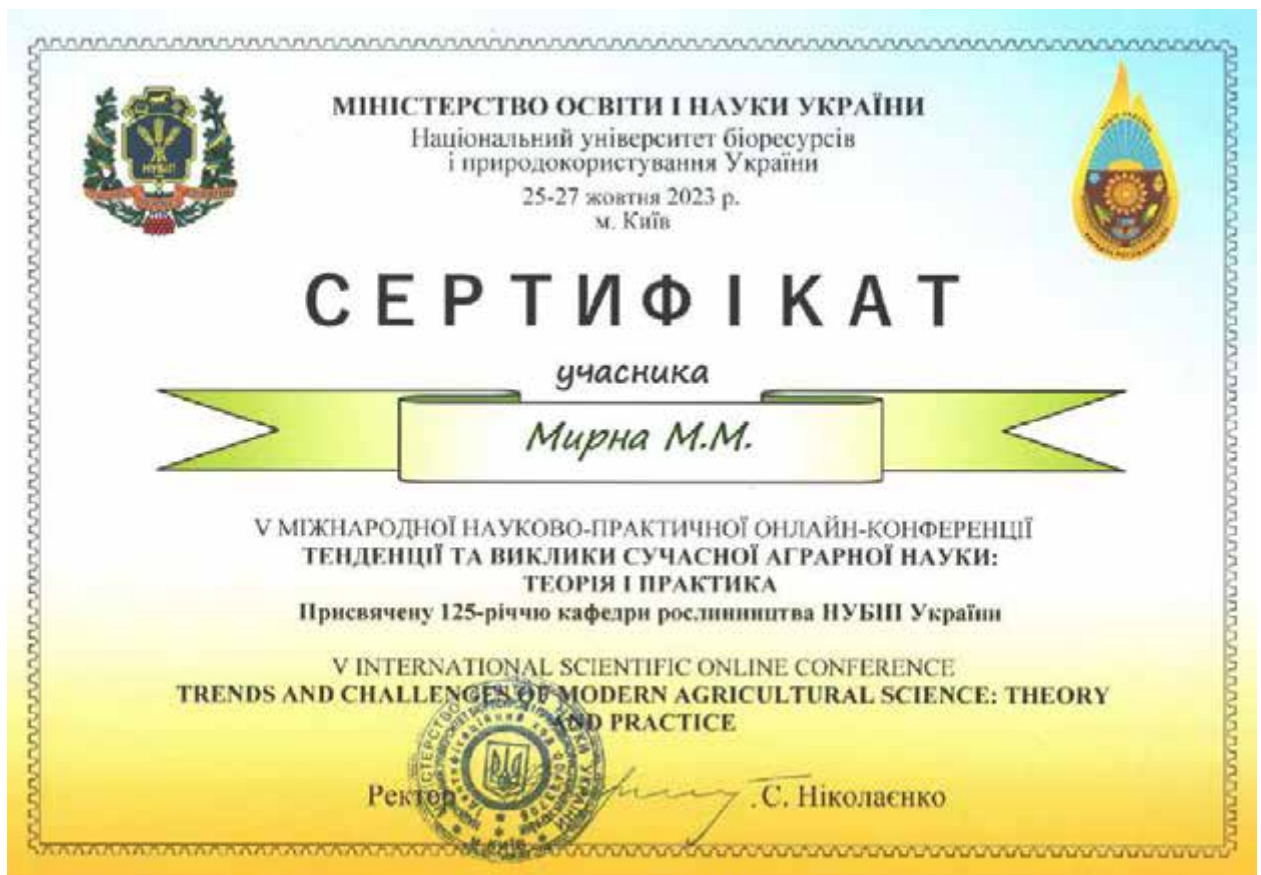 МІНІСТЕРСТВО ОСВІТИ І НАУКИ УКРАЇНИ
Національний університет біоресурсів
і природокористування України
25-27 жовтня 2023 р.
м. Київ
НУБІП
СЕРТИФІКАТ
учасника
Мирна М.М.
V МІЖНАРОДНОЇ НАУКОВО-ПРАКТИЧНОЇ ОНЛАЙН-КОНФЕРЕНЦІЇ
ТЕНДЕНЦІЇ ТА ВИКЛИКИ СУЧАСНОЇ АГРАРНОЇ НАУКИ:
ТЕОРІЯ І ПРАКТИКА
Присвячену 125-річчю кафедри рослинництва НУБІП України
V INTERNATIONAL SCIENTIFIC ONLINE CONFERENCE
TRENDS AND CHALLENGES OF MODERN AGRICULTURAL SCIENCE: THEORY
AND PRACTICE
Ректор С. Ніколаєнко